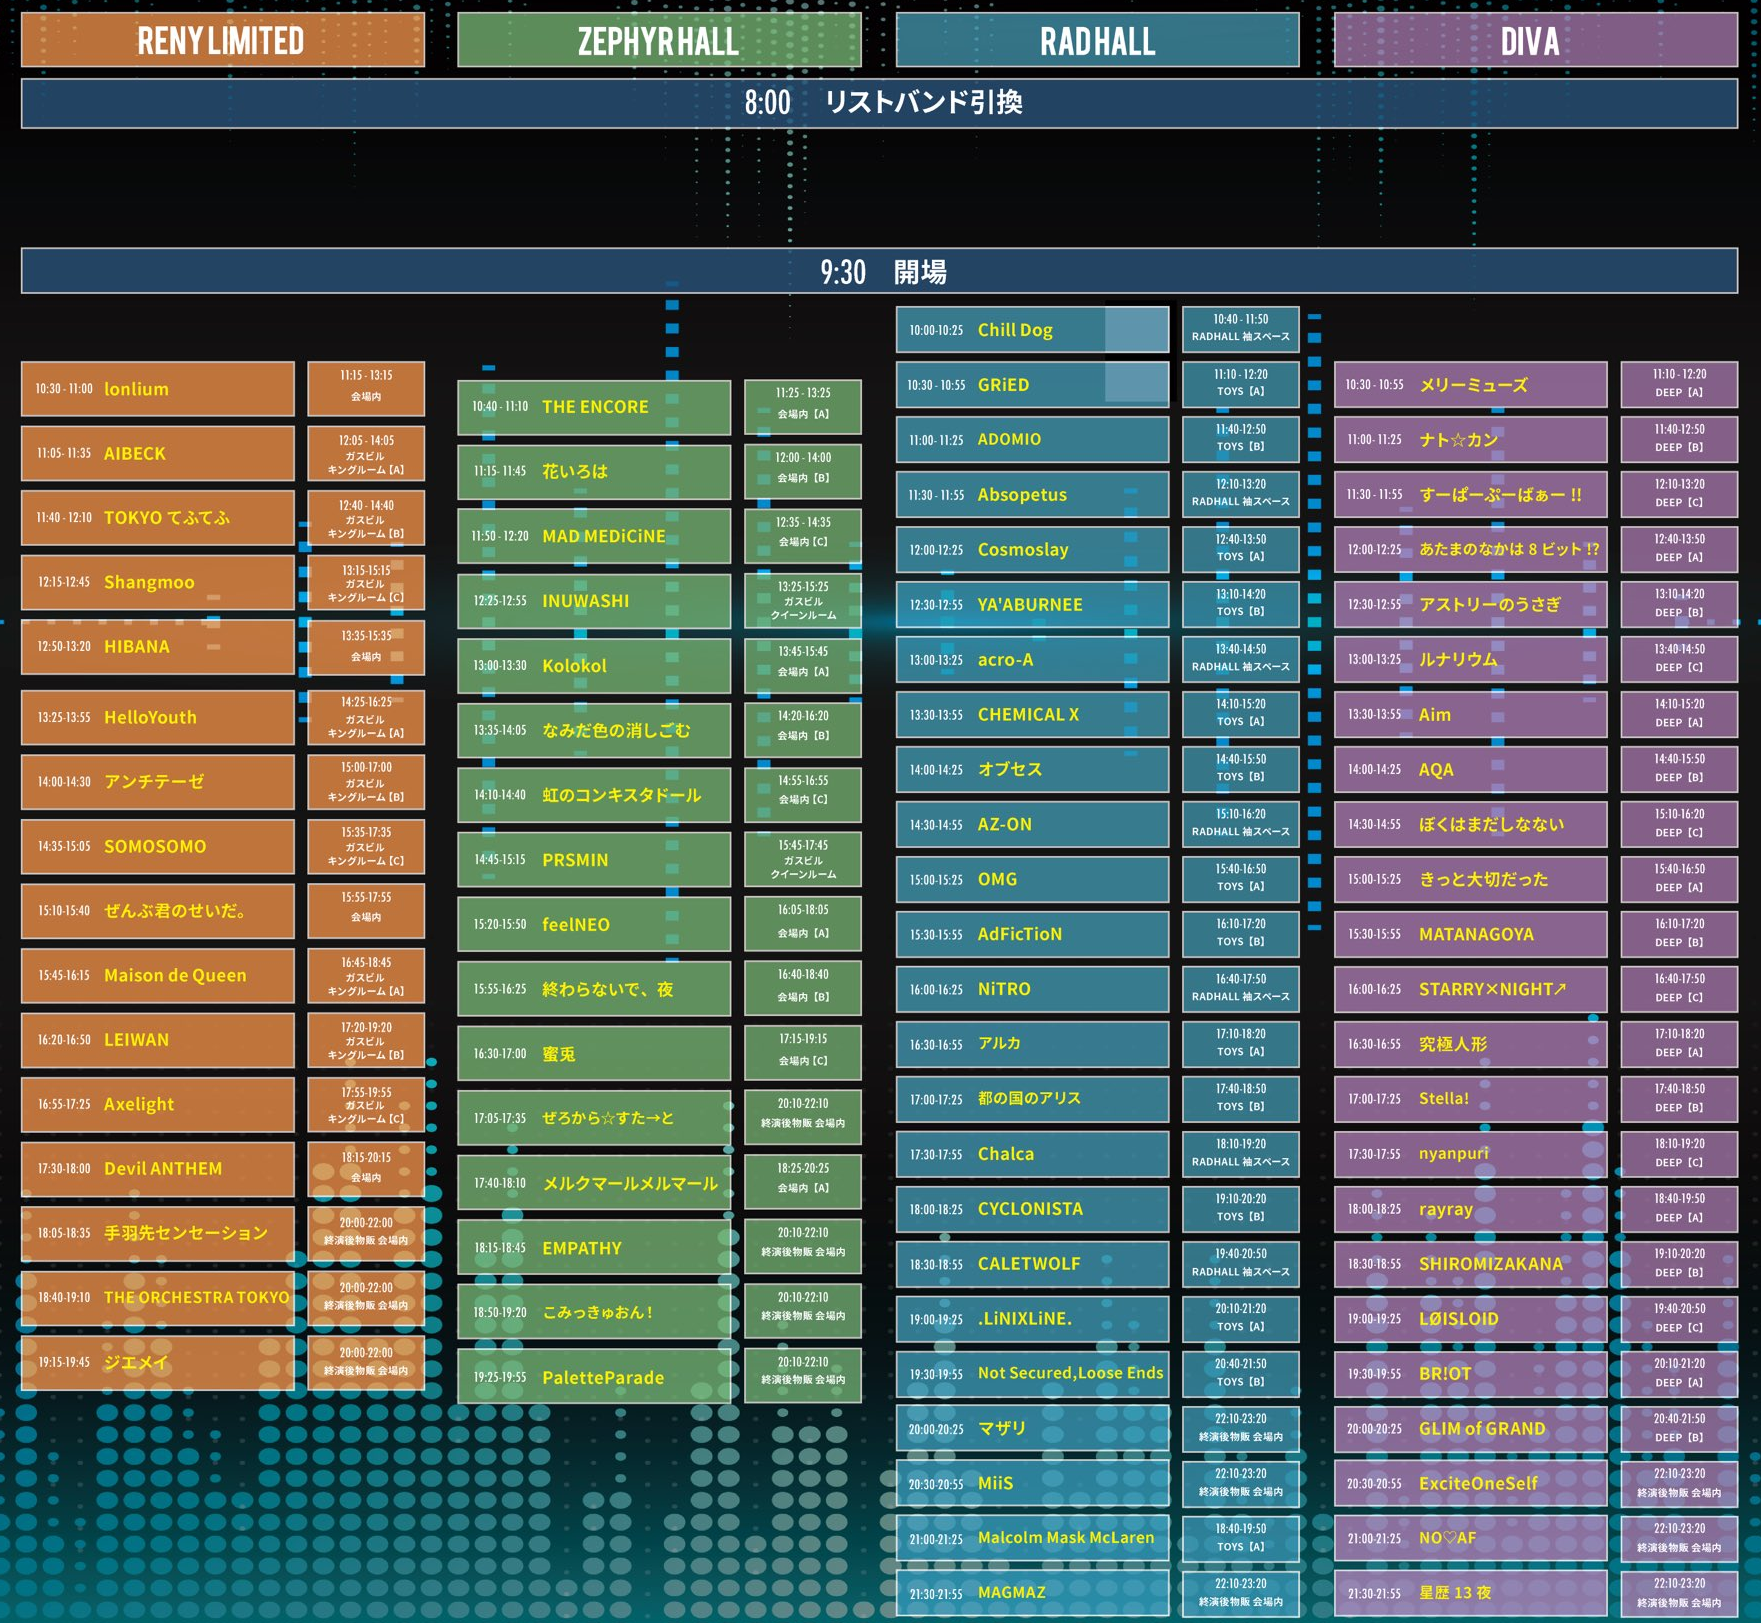 RENY LIMITED
ZEPHYR HALL
RADHALL
DIVA
8:00 リストバンド引換
9:30 開場
10:30 - 11:00 lonlium
11:15 - 13:15
会場内
11:05- 11:35 AIBECK
12:05 - 14:05
ガスビル
キングルーム【A】
11:40 - 12:10 TOKYO てふてふ
12:40 - 14:40
ガスビル
キングルーム【B】
12:15-12:45 Shangmoo
13:15-15:15
ガスビル
キングルーム【C】
12:50-13:20 HIBANA
13:35-15:35
会場内
13:25-13:55 HelloYouth
14:25-16:25
ガスビル
キングルーム【A】
14:00-14:30 アンチテーゼ
15:00-17:00
ガスビル
キングルーム【B】
14:35-15:05 SOMOSOMO
15:35-17:35
ガスビル
キングルーム【C】
15:10-15:40 ぜんぶ君のせいだ。
15:55-17:55
会場内
15:45-16:15 Maison de Queen
16:45-18:45
ガスビル
キングルーム【A】
16:20-16:50 LEIWAN
17:20-19:20
ガスビル
キングルーム【B】
16:55-17:25 Axelight
17:55-19:55
ガスビル
キングルーム【C】
17:30-18:00 Devil ANTHEM
18:15-20:15
会場内
18:05-18:35 手羽先センセーション
20:00-22:00
終演後物販 会場内
18:40-19:10 THE ORCHESTRA TOKYO
20:00-22:00
終演後物販 会場内
19:15-19:45 ジエメイ
20:00-22:00
終演後物販 会場内
10:40 - 11:10 THE ENCORE
11:25 - 13:25
会場内【A】
11:15- 11:45 花いろは
12:00 - 14:00
会場内【B】
11:50 - 12:20 MAD MEDiCiNE
12:35 - 14:35
会場内【C】
12:25-12:55 INUWASHI
13:25-15:25
ガスビル
クイーンルーム
13:00-13:30 Kolokol
13:45-15:45
会場内【A】
13:35-14:05 なみだ色の消しごむ
14:20-16:20
会場内【B】
14:10-14:40 虹のコンキスタドール
14:55-16:55
会場内【C】
14:45-15:15 PRSMIN
15:45-17:45
ガスビル
クイーンルーム
15:20-15:50 feelNEO
16:05-18:05
会場内【A】
15:55-16:25 終わらないで、夜
16:40-18:40
会場内【B】
16:30-17:00 蜜兎
17:15-19:15
会場内【C】
17:05-17:35 ぜろから☆すた→と
20:10-22:10
終演後物販 会場内
17:40-18:10 メルクマールメルマール
18:25-20:25
会場内【A】
18:15-18:45 EMPATHY
20:10-22:10
終演後物販 会場内
18:50-19:20 こみっきゅおん！
20:10-22:10
終演後物販 会場内
19:25-19:55 PaletteParade
20:10-22:10
終演後物販 会場内
10:00-10:25 Chill Dog
10:40 - 11:50
RADHALL 袖スペース
10:30 - 10:55 GRiED
11:10 - 12:20
TOYS【A】
11:00- 11:25 ADOMIO
11:40-12:50
TOYS【B】
11:30 - 11:55 Absopetus
12:10-13:20
RADHALL 袖スペース
12:00-12:25 Cosmoslay
12:40-13:50
TOYS【A】
12:30-12:55 YA'ABURNEE
13:10-14:20
TOYS【B】
13:00-13:25 acro-A
13:40-14:50
RADHALL 袖スペース
13:30-13:55 CHEMICAL X
14:10-15:20
TOYS【A】
14:00-14:25 オブセス
14:40-15:50
TOYS【B】
14:30-14:55 AZ-ON
15:10-16:20
RADHALL 袖スペース
15:00-15:25 OMG
15:40-16:50
TOYS【A】
15:30-15:55 AdFicTioN
16:10-17:20
TOYS【B】
16:00-16:25 NiTRO
16:40-17:50
RADHALL 袖スペース
16:30-16:55 アルカ
17:10-18:20
TOYS【A】
17:00-17:25 都の国のアリス
17:40-18:50
TOYS【B】
17:30-17:55 Chalca
18:10-19:20
RADHALL 袖スペース
18:00-18:25 CYCLONISTA
19:10-20:20
TOYS【B】
18:30-18:55 CALETWOLF
19:40-20:50
RADHALL 袖スペース
19:00-19:25 .LiNIXLiNE.
20:10-21:20
TOYS【A】
19:30-19:55 Not Secured,Loose Ends
20:40-21:50
TOYS【B】
20:00-20:25 マザリ
22:10-23:20
終演後物販 会場内
20:30-20:55 MiiS
22:10-23:20
終演後物販 会場内
21:00-21:25 Malcolm Mask McLaren
18:40-19:50
TOYS【A】
21:30-21:55 MAGMAZ
22:10-23:20
終演後物販 会場内
10:30 - 10:55 メリーミューズ
11:10 - 12:20
DEEP【A】
11:00- 11:25 ナト☆カン
11:40-12:50
DEEP【B】
11:30 - 11:55 すーぱーぷーばぁー !!
12:10-13:20
DEEP【C】
12:00-12:25 あたまのなかは 8 ビット !?
12:40-13:50
DEEP【A】
12:30-12:55 アストリーのうさぎ
13:10-14:20
DEEP【B】
13:00-13:25 ルナリウム
13:40-14:50
DEEP【C】
13:30-13:55 Aim
14:10-15:20
DEEP【A】
14:00-14:25 AQA
14:40-15:50
DEEP【B】
14:30-14:55 ぼくはまだしなない
15:10-16:20
DEEP【C】
15:00-15:25 きっと大切だった
15:40-16:50
DEEP【A】
15:30-15:55 MATANAGOYA
16:10-17:20
DEEP【B】
16:00-16:25 STARRY×NIGHT↗
16:40-17:50
DEEP【C】
16:30-16:55 究極人形
17:10-18:20
DEEP【A】
17:00-17:25 Stella!
17:40-18:50
DEEP【B】
17:30-17:55 nyanpuri
18:10-19:20
DEEP【C】
18:00-18:25 rayray
18:40-19:50
DEEP【A】
18:30-18:55 SHIROMIZAKANA
19:10-20:20
DEEP【B】
19:00-19:25 LØISLOID
19:40-20:50
DEEP【C】
19:30-19:55 BR!OT
20:10-21:20
DEEP【A】
20:00-20:25 GLIM of GRAND
20:40-21:50
DEEP【B】
20:30-20:55 ExciteOneSelf
22:10-23:20
終演後物販 会場内
21:00-21:25 NO♡AF
22:10-23:20
終演後物販 会場内
21:30-21:55 星歴 13 夜
22:10-23:20
終演後物販 会場内